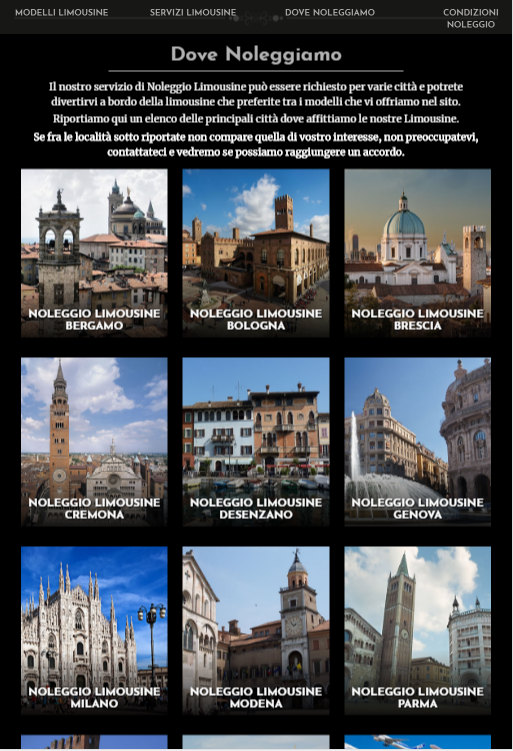 MODELLI LIMOUSINE SERVIZI LIMOUSINE DOVE NOLEGGIAMO CONDIZIONI
NOLEGGIO
Dove Noleggiamo
Il nostro servizio di Noleggio Limousine può essere richiesto per varie città e potrete
divertirvi a bordo della limousine che preferite tra i modelli che vi offriamo nel sito.
Riportiamo qui un elenco delle principali città dove affittiamo le nostre Limousine.
Se fra le località sotto riportate non compare quella di vostro interesse, non preoccupatevi,
contattateci e vedremo se possiamo raggiungere un accordo.
NOLEGGIO LIMOUSINE
BERGAMO
NOLEGGIO LIMOUSINE
BOLOGNA
NOLEGGIO LIMOUSINE
BRESCIA
NOLEGGIO LIMOUSINE
CREMONA
NOLEGGIO LIMOUSINE
DESENZANO
NOLEGGIO LIMOUSINE
GENOVA
NOLEGGIO LIMOUSINE
MILANO
NOLEGGIO LIMOUSINE
MODENA
NOLEGGIO LIMOUSINE
PARMA